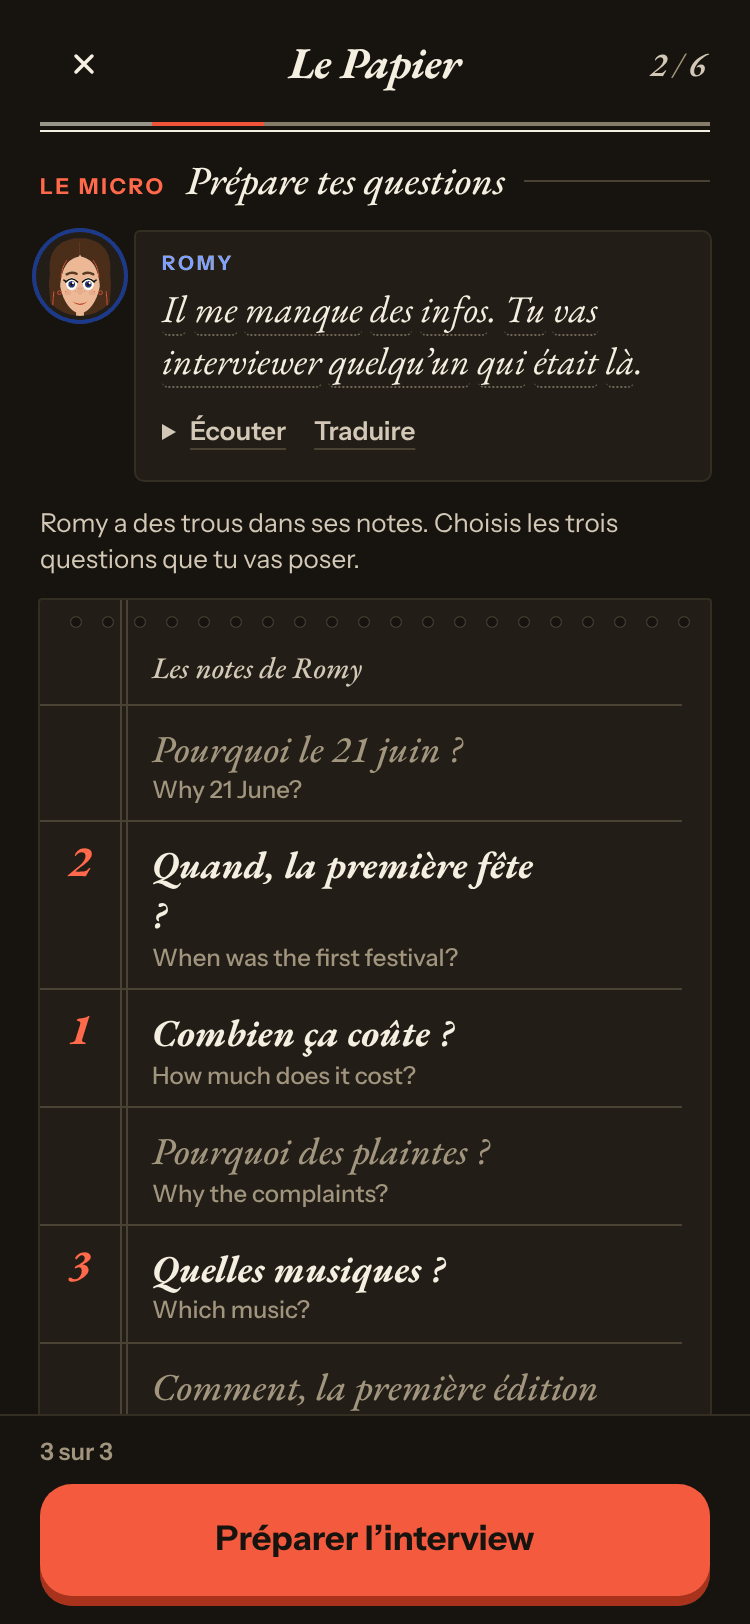 Le Papier
2/6
LE MICRO Prépare tes questions
ROMY
Il me manque des infos. Tu vas
interviewer quelqu’un qui était là.
Écouter Traduire
Romy a des trous dans ses notes. Choisis les trois
questions que tu vas poser.
Les notes de Romy
Pourquoi le 21 juin ?
Why 21 June?
2 Quand, la première fête
?
When was the first festival?
1 Combien ça coûte ?
How much does it cost?
Pourquoi des plaintes ?
Why the complaints?
3 Quelles musiques ?
Which music?
Comment, la première édition
3 sur 3
Préparer l’interview